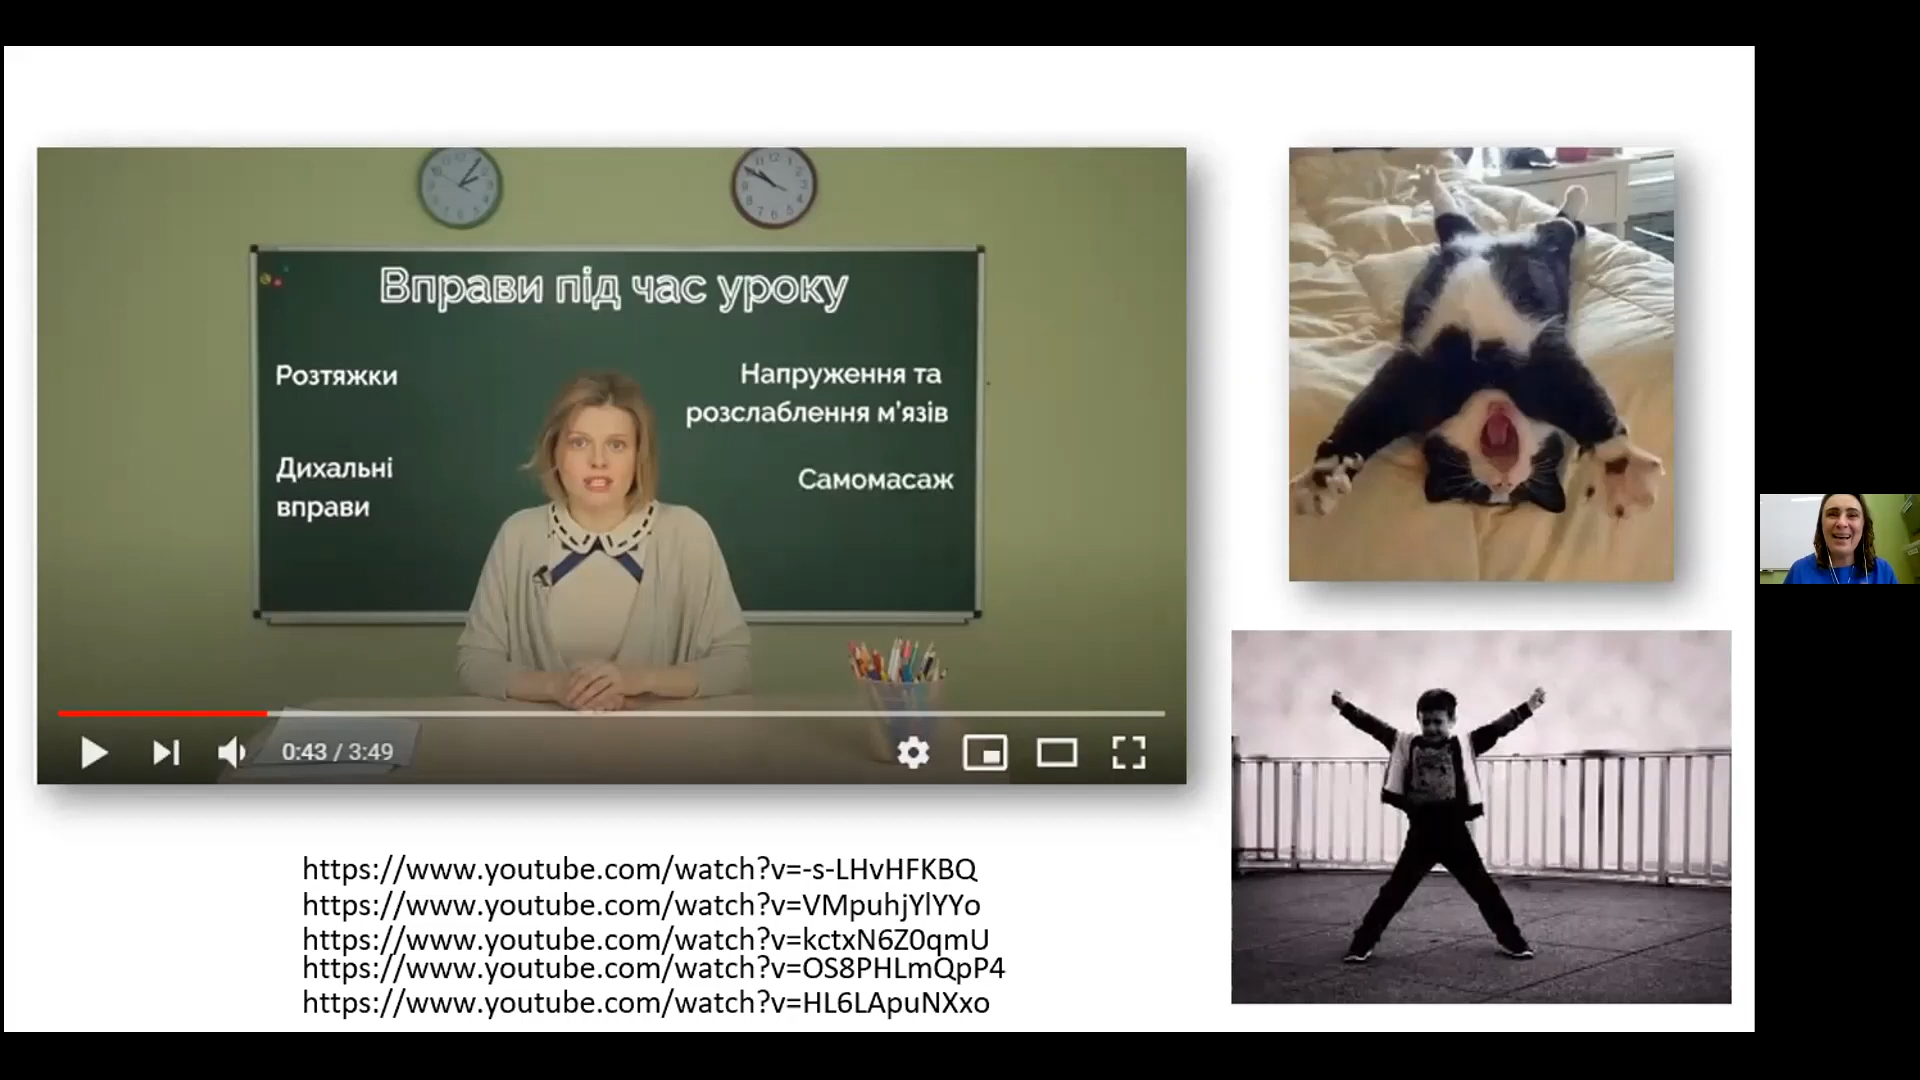 Вправи під час уроку
Розтяжки
Дихальні
вправи
Напруження та
розслаблення м'язів
Самомасаж
0:43 / 3:49
https://www.youtube.com/watch?v=-s-LHvHFKBQ
https://www.youtube.com/watch?v=VMpuhjYlYYo
https://www.youtube.com/watch?v=kctxN6Z0qmU
https://www.youtube.com/watch?v=OS8PHLmQpP4
https://www.youtube.com/watch?v=HL6LApuNXxo